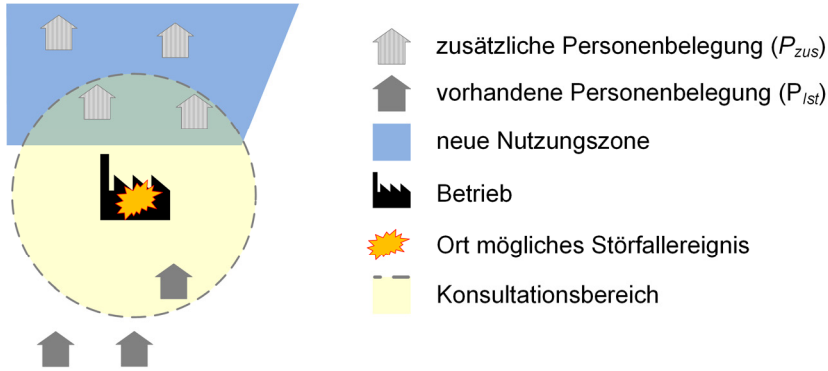 zusätzliche Personenbelegung (Pzus)
vorhandene Personenbelegung (PIst)
neue Nutzungszone
Betrieb
Ort mögliches Störfallereignis
Konsultationsbereich